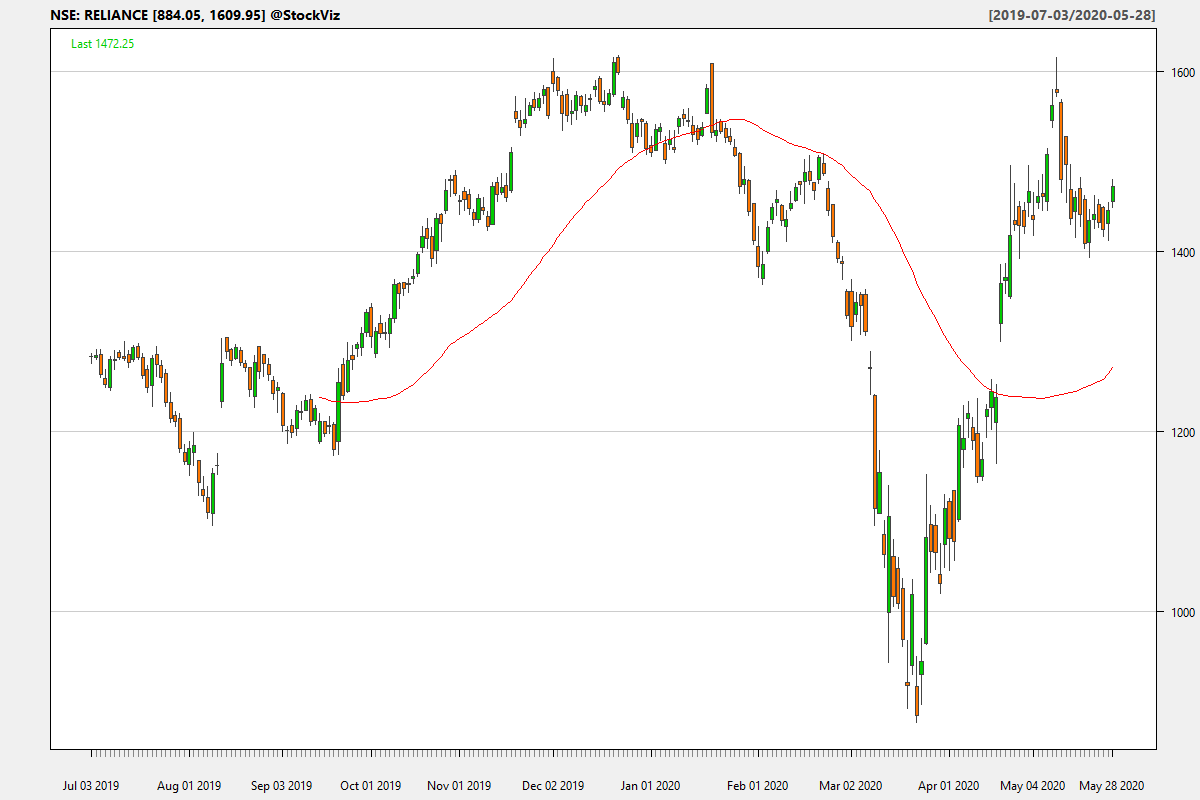 NSE: RELIANCE [884.05, 1609.95] @StockViz
[2019-07-03/2020-05-28]
Last 1472.25
1600
1400
1200
1000
Jul 03 2019 Aug 01 2019 Sep 03 2019 Oct 01 2019 Nov 01 2019 Dec 02 2019 Jan 01 2020 Feb 01 2020 Mar 02 2020 Apr 01 2020 May 04 2020 May 28 2020